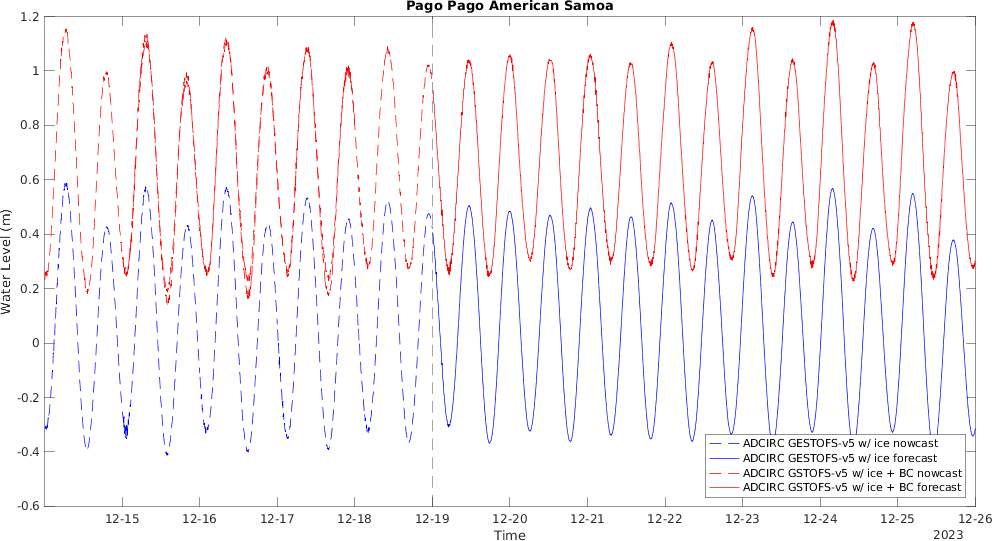 Pago Pago American Samoa
1.2
1
0.8
0.6
0.4
0.2
0
-0.2
-0.4
-0.6
Water Level (m)
ADCIRC GESTOFS-v5 w/ ice nowcast
ADCIRC GESTOFS-v5 w/ ice forecast
ADCIRC GSTOFS-v5 w/ ice + BC nowcast
ADCIRC GSTOFS-v5 w/ ice + BC forecast
12-15 12-16 12-17 12-18 12-19 12-20 12-21 12-22 12-23 12-24 12-25 12-26
Time
2023